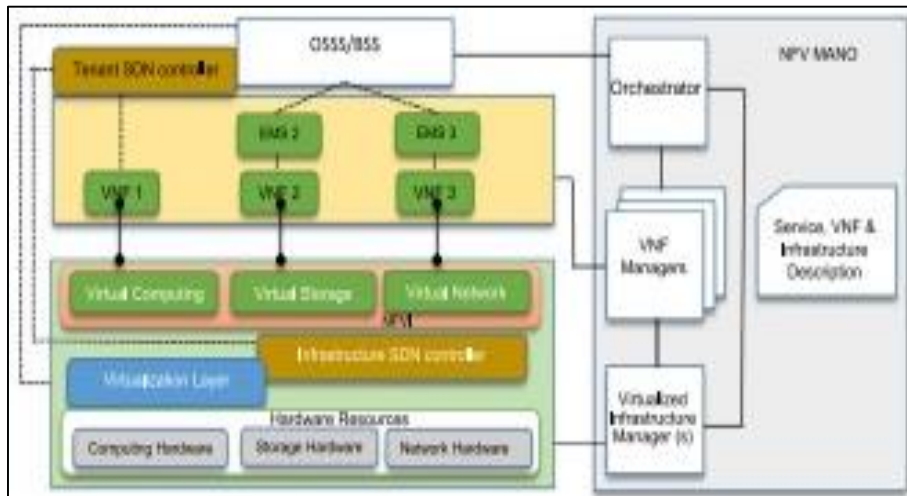 OSSS/BSS
NFV MANO
Tenant SDN controller
Orchestrator
EMS 2
EMS 3
VNF 1
VNF 2
VNF 3
VNF
Managers
Service, VNF &
Infrastructure
Description
Virtual Computing
Virtual Storage
Virtual Network
NFVI
Infrastructure SDN controller
Virtualization Layer
Virtualized
Infrastructure
Manager (s)
Hardware Resources
Computing Hardware
Storage Hardware
Network Hardware